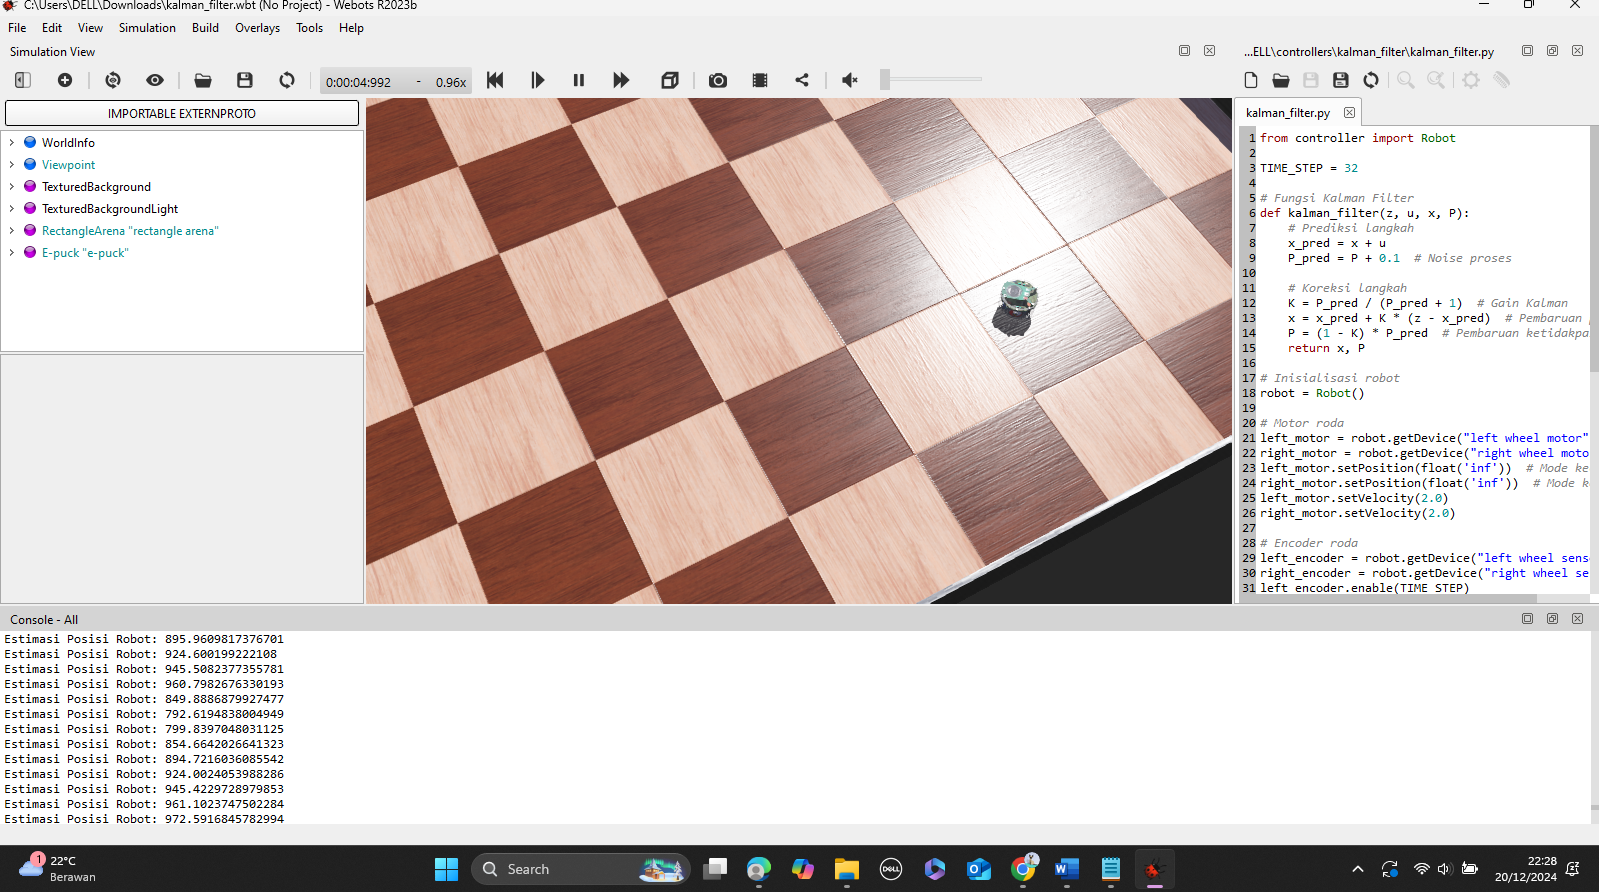 C:\Users\DELL\Downloads\kalman_filter.wbt (No Project) - Webots R2023b
File Edit View Simulation Build Overlays Tools Help
Simulation View
...ELL\controllers\kalman_filter\kalman_filter.py
0:00:04:992 - 0.96x
IMPORTABLE EXTERNPROTO
WorldInfo
Viewpoint
TexturedBackground
TexturedBackgroundLight
RectangleArena "rectangle arena"
E-puck "e-puck"
kalman_filter.py
1 from controller import Robot
2
3 TIME_STEP = 32
4
5 # Fungsi Kalman Filter
6 def kalman_filter(z, u, x, P):
7 # Prediksi langkah
8 x_pred = x + u
9 P_pred = P + 0.1 # Noise proses
10
11 # Koreksi langkah
12 K = P_pred / (P_pred + 1) # Gain Kalman
13 x = x_pred + K * (z - x_pred) # Pembaruan
14 P = (1 - K) * P_pred # Pembaruan ketidakpa
15 return x, P
16
17 # Inisialisasi robot
18 robot = Robot()
19
20 # Motor roda
21 left_motor = robot.getDevice("left wheel motor"
22 right_motor = robot.getDevice("right wheel moto
23 left_motor.setPosition(float('inf')) # Mode ke
24 right_motor.setPosition(float('inf')) # Mode k
25 left_motor.setVelocity(2.0)
26 right_motor.setVelocity(2.0)
27
28 # Encoder roda
29 left_encoder = robot.getDevice("left wheel sens
30 right_encoder = robot.getDevice("right wheel se
31 left_encoder.enable(TIME_STEP)
Console - All
Estimasi Posisi Robot: 895.9609817376701
Estimasi Posisi Robot: 924.600199222108
Estimasi Posisi Robot: 945.5082377355781
Estimasi Posisi Robot: 960.7982676330193
Estimasi Posisi Robot: 849.8886879927477
Estimasi Posisi Robot: 792.6194838004949
Estimasi Posisi Robot: 799.8397048031125
Estimasi Posisi Robot: 854.6642026641323
Estimasi Posisi Robot: 894.7216036085542
Estimasi Posisi Robot: 924.0024053988286
Estimasi Posisi Robot: 945.4229728979853
Estimasi Posisi Robot: 961.1023747502284
Estimasi Posisi Robot: 972.5916845782994
1
22°C
Berawan
Search
DELL
22:28
20/12/2024